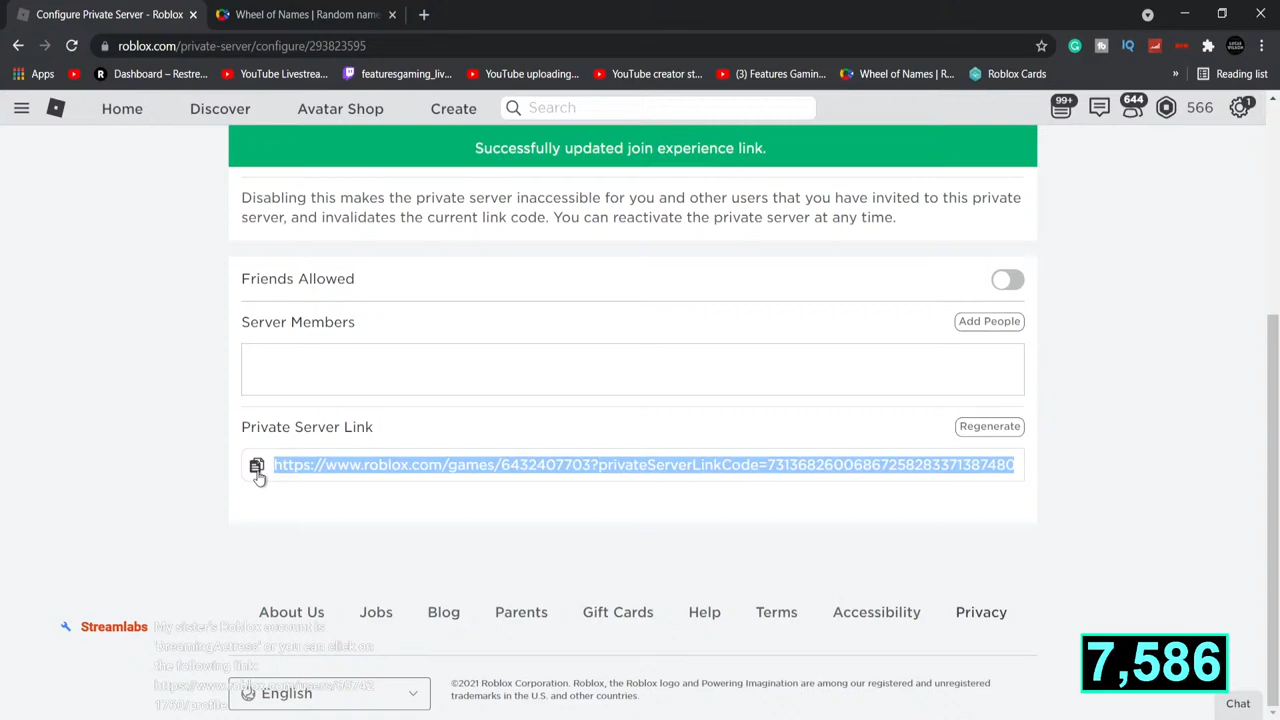 Configure Private Server - Roblox
Wheel of Names | Random name
roblox.com/private-server/configure/293823595
Apps
Dashboard – Restre...
YouTube Livestrea...
featuresgaming_liv...
YouTube uploading...
YouTube creator st...
(3) Features Gamin...
Wheel of Names | R...
Roblox Cards
»
Reading list
Home
Discover
Avatar Shop
Create
Search
99+
644
566
1
Successfully updated join experience link.
Disabling this makes the private server inaccessible for you and other users that you have invited to this private
server, and invalidates the current link code. You can reactivate the private server at any time.
Friends Allowed
Server Members
Add People
Private Server Link
Regenerate
https://www.roblox.com/games/6432407703?privateServerLinkCode=73136826006867258283371387480
About Us
Jobs
Blog
Parents
Gift Cards
Help
Terms
Accessibility
Privacy
Streamlabs My sister's Roblox account is
'DreamingActress' or you can click on
the following link:
English
©2021 Roblox Corporation. Roblox, the Roblox logo and Powering Imagination are among our registered and unregistered
trademarks in the U.S. and other countries.
7,586
Chat